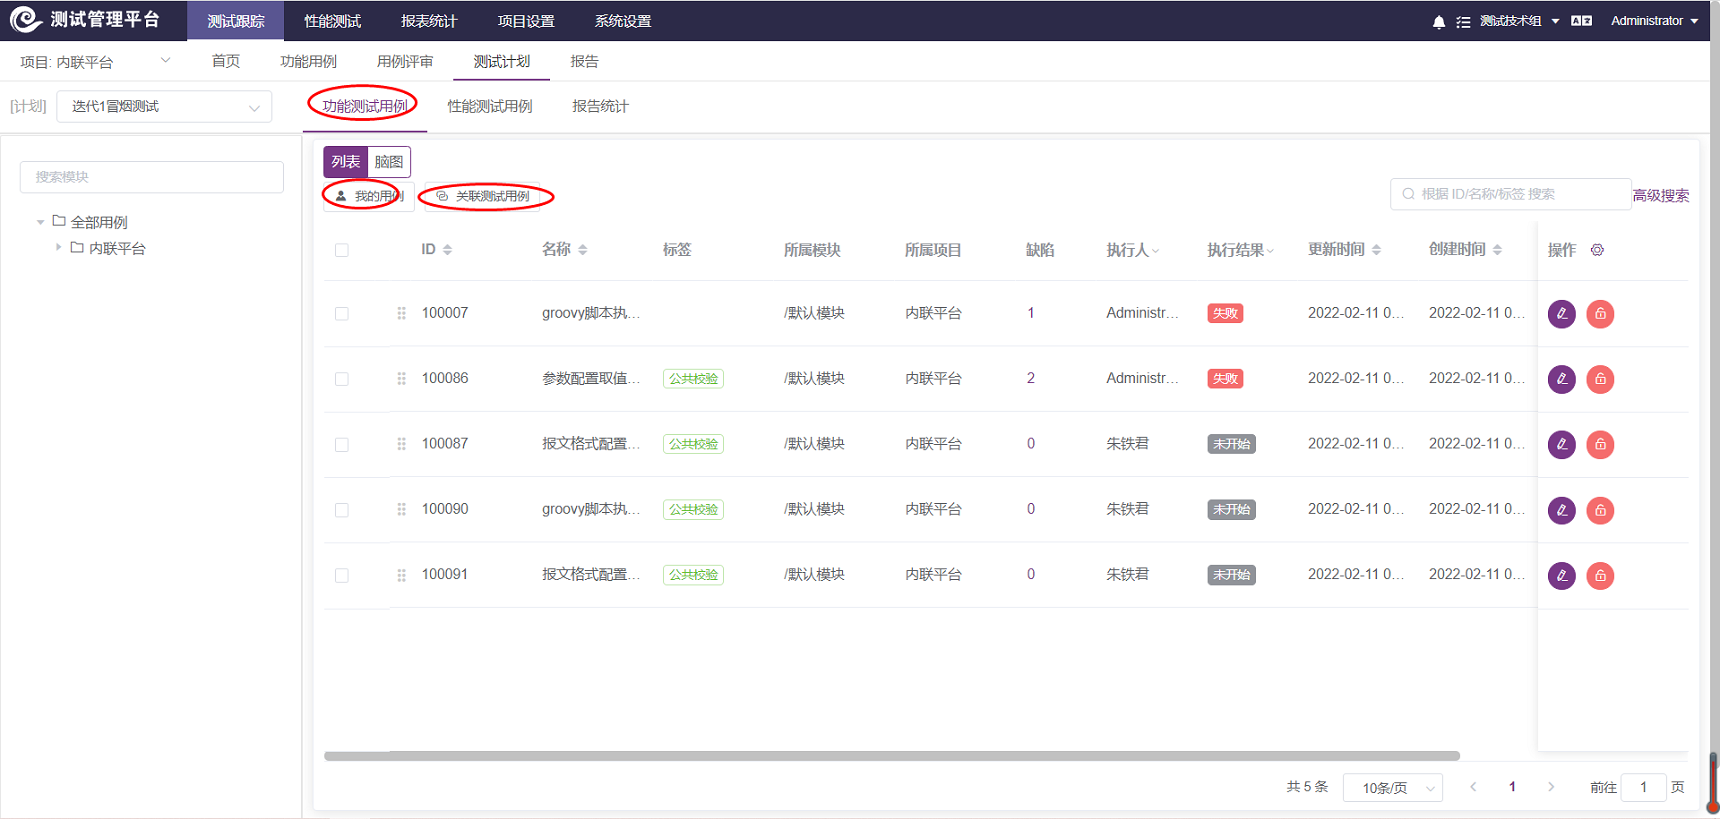 测试管理平台 测试跟踪 性能测试 报表统计 项目设置 系统设置 测试技术组 Administrator
项目: 内联平台 首页 功能用例 用例评审 测试计划 报告
[计划] 迭代1冒烟测试 功能测试用例 性能测试用例 报告统计
列表 脑图
搜索模块
我的用例 关联测试用例 根据 ID/名称/标签 搜索 高级搜索
全部用例
内联平台
ID 名称 标签 所属模块 所属项目 缺陷 执行人 执行结果 更新时间 创建时间 操作
100007 groovy脚本执... /默认模块 内联平台 1 Administr... 失败 2022-02-11 0... 2022-02-11 0...
100086 参数配置取值... 公共校验 /默认模块 内联平台 2 Administr... 失败 2022-02-11 0... 2022-02-11 0...
100087 报文格式配置... 公共校验 /默认模块 内联平台 0 朱铁君 未开始 2022-02-11 0... 2022-02-11 0...
100090 groovy脚本执... 公共校验 /默认模块 内联平台 0 朱铁君 未开始 2022-02-11 0... 2022-02-11 0...
100091 报文格式配置... 公共校验 /默认模块 内联平台 0 朱铁君 未开始 2022-02-11 0... 2022-02-11 0...
共 5 条 10条/页 1 前往 1 页